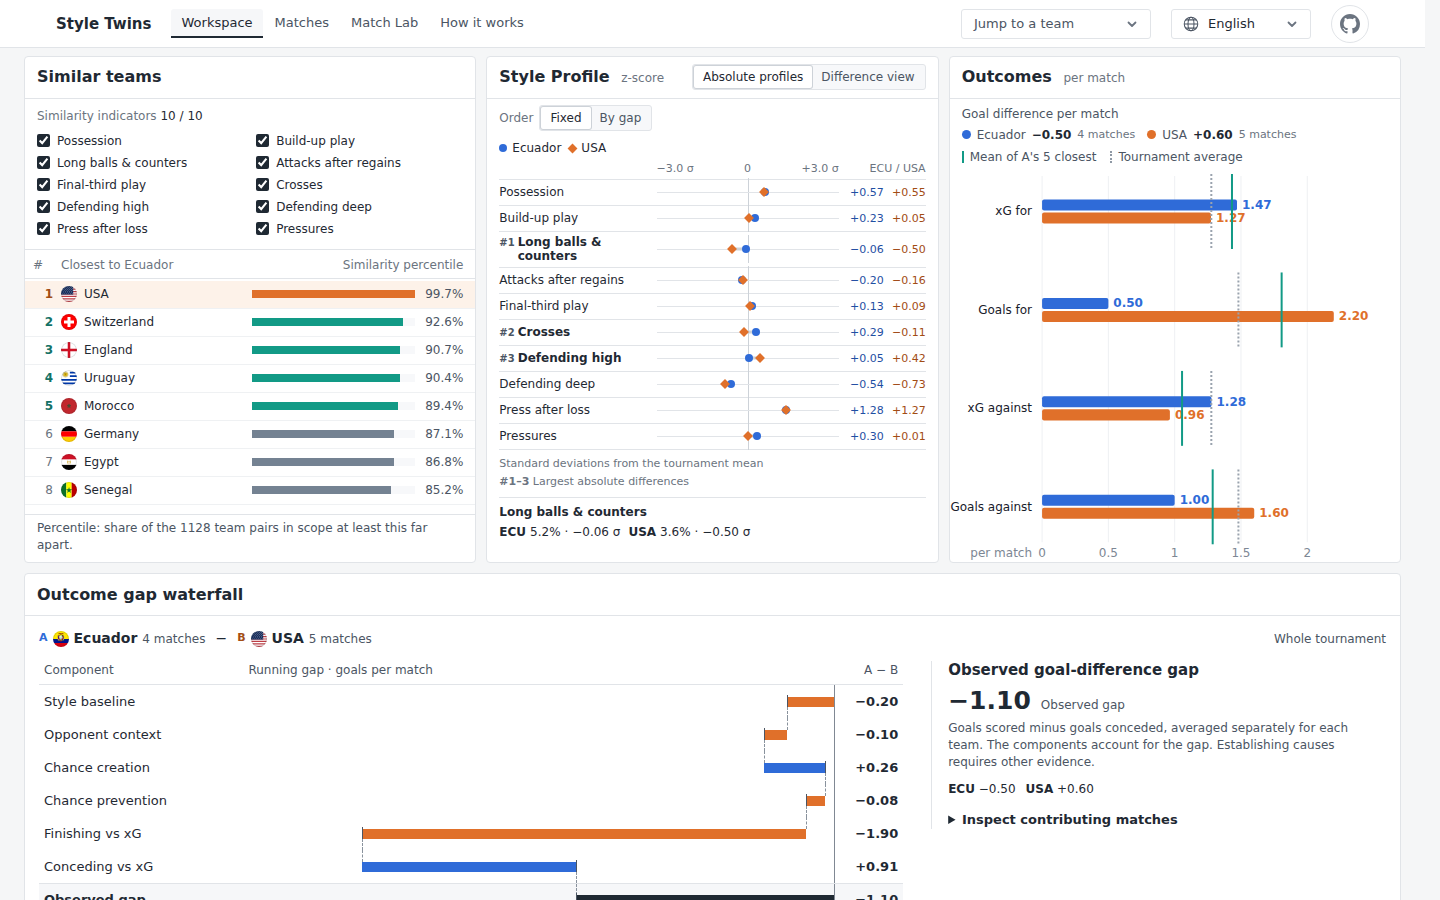 Style Twins
Workspace
Matches
Match Lab
How it works
Jump to a team
English
Similar teams
Similarity indicators 10 / 10
Possession
Build-up play
Long balls & counters
Attacks after regains
Final-third play
Crosses
Defending high
Defending deep
Press after loss
Pressures
# Closest to Ecuador Similarity percentile
1 USA 99.7%
2 Switzerland 92.6%
3 England 90.7%
4 Uruguay 90.4%
5 Morocco 89.4%
6 Germany 87.1%
7 Egypt 86.8%
8 Senegal 85.2%
Percentile: share of the 1128 team pairs in scope at least this far
apart.
Style Profile z-score
Absolute profiles Difference view
Order Fixed By gap
Ecuador USA
−3.0 σ 0 +3.0 σ ECU / USA
Possession +0.57 +0.55
Build-up play +0.23 +0.05
#1 Long balls &
counters −0.06 −0.50
Attacks after regains −0.20 −0.16
Final-third play +0.13 +0.09
#2 Crosses +0.29 −0.11
#3 Defending high +0.05 +0.42
Defending deep −0.54 −0.73
Press after loss +1.28 +1.27
Pressures +0.30 +0.01
Standard deviations from the tournament mean
#1–3 Largest absolute differences
Long balls & counters
ECU 5.2% · −0.06 σ USA 3.6% · −0.50 σ
Outcomes per match
Goal difference per match
Ecuador −0.50 4 matches USA +0.60 5 matches
Mean of A's 5 closest Tournament average
xG for 1.47
1.27
Goals for 0.50
2.20
xG against 1.28
0.96
Goals against 1.00
1.60
per match 0 0.5 1 1.5 2
Outcome gap waterfall
A Ecuador 4 matches − B USA 5 matches
Whole tournament
Component Running gap · goals per match A − B
Style baseline −0.20
Opponent context −0.10
Chance creation +0.26
Chance prevention −0.08
Finishing vs xG −1.90
Conceding vs xG +0.91
Observed gap −1.10
Observed goal-difference gap
−1.10 Observed gap
Goals scored minus goals conceded, averaged separately for each
team. The components account for the gap. Establishing causes
requires other evidence.
ECU −0.50 USA +0.60
Inspect contributing matches